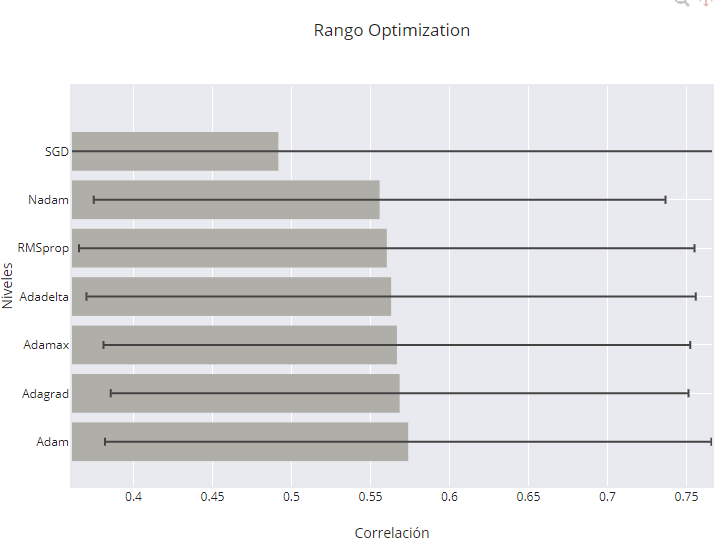 Rango Optimization
SGD
Nadam
RMSprop
Adadelta
Adamax
Adagrad
Adam
Niveles
0.4 0.45 0.5 0.55 0.6 0.65 0.7 0.75
Correlación